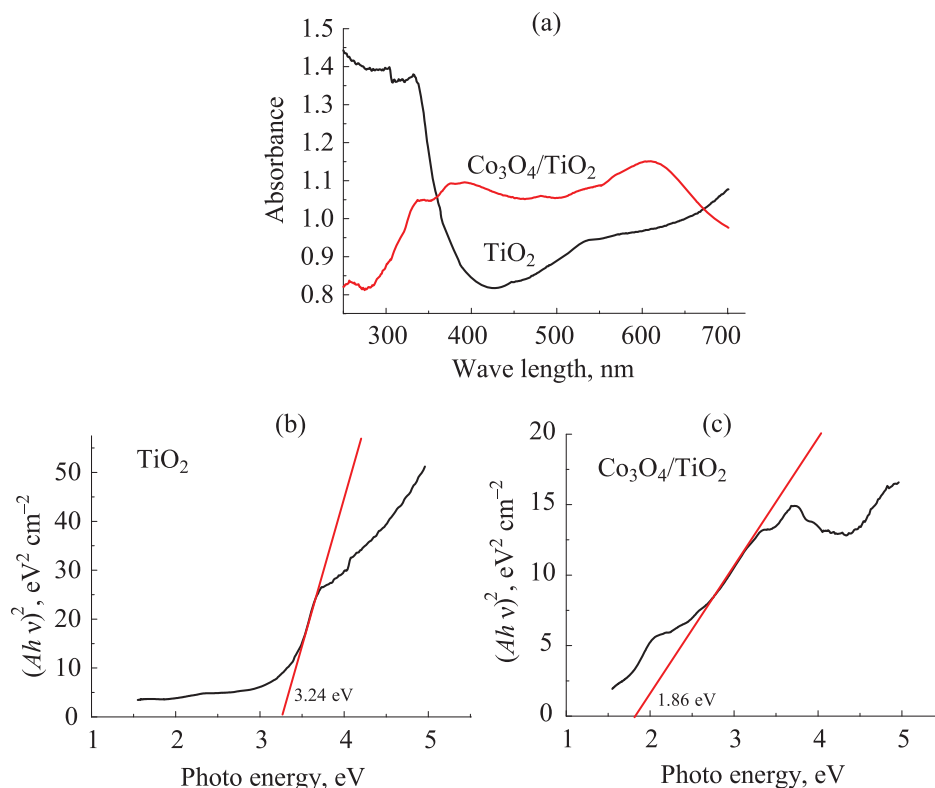 (a)
1.5
1.4
1.3
1.2
1.1
1.0
0.9
0.8
Absorbance
Co₃O₄/TiO₂
TiO₂
300 400 500 600 700
Wave length, nm
(b)
TiO₂
50
40
30
20
10
0
(Ahν)², eV² cm⁻²
3.24 eV
1 2 3 4 5
Photo energy, eV
(c)
Co₃O₄/TiO₂
20
15
10
5
0
(Ahν)², eV² cm⁻²
1.86 eV
1 2 3 4 5
Photo energy, eV